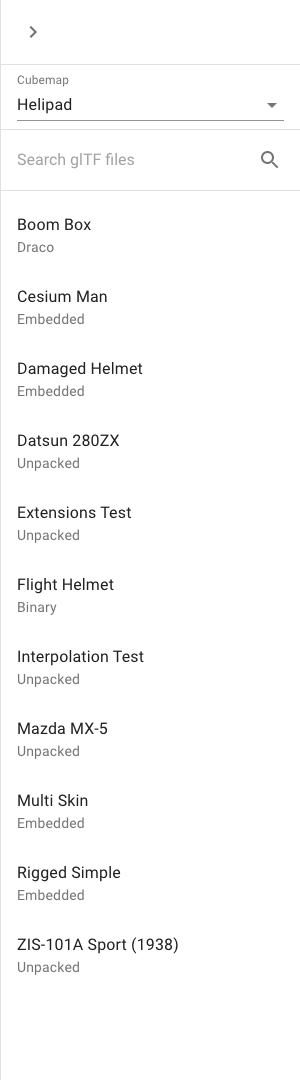 Cubemap
Helipad
Search glTF files
Boom Box
Draco
Cesium Man
Embedded
Damaged Helmet
Embedded
Datsun 280ZX
Unpacked
Extensions Test
Unpacked
Flight Helmet
Binary
Interpolation Test
Unpacked
Mazda MX-5
Unpacked
Multi Skin
Embedded
Rigged Simple
Embedded
ZIS-101A Sport (1938)
Unpacked